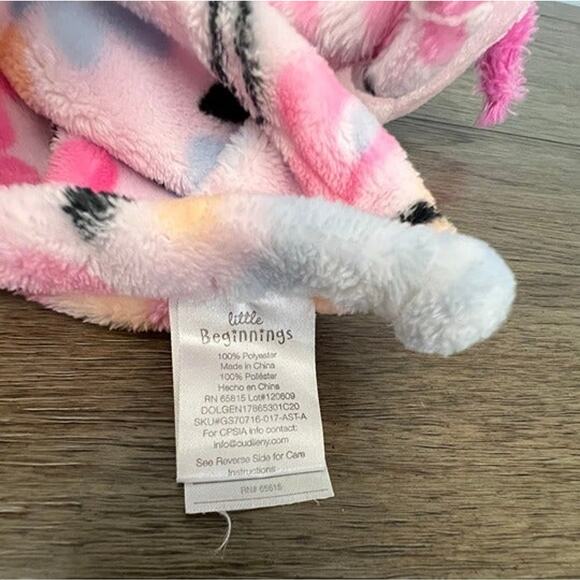 little
Beginnings
100% Polyester
Made in China
100% Poliéster
Hecho en China
RN 65815 Lot#120809
DOLGEN17865301C20
SKU#GS70716-017-AST-A
For CPSIA info contact:
info@cudlieny.com
See Reverse Side for Care
Instructions
RN# 65815